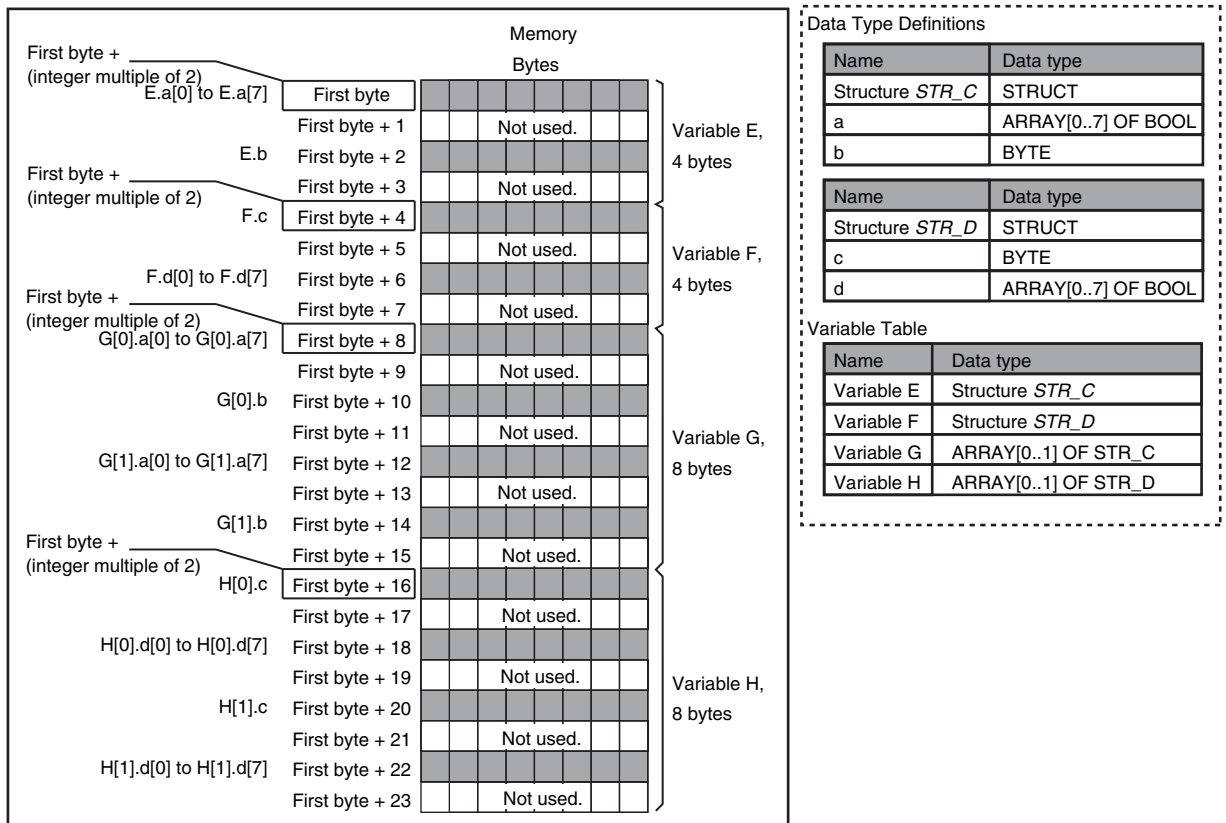 Memory
Bytes
First byte +
(integer multiple of 2)
E.a[0] to E.a[7] First byte
First byte + 1 Not used.
E.b First byte + 2
First byte + 3 Not used.
Variable E,
4 bytes
First byte +
(integer multiple of 2)
F.c First byte + 4
First byte + 5 Not used.
F.d[0] to F.d[7] First byte + 6
First byte + 7 Not used.
Variable F,
4 bytes
First byte +
(integer multiple of 2)
G[0].a[0] to G[0].a[7] First byte + 8
First byte + 9 Not used.
G[0].b First byte + 10
First byte + 11 Not used.
G[1].a[0] to G[1].a[7] First byte + 12
First byte + 13 Not used.
G[1].b First byte + 14
First byte + 15 Not used.
Variable G,
8 bytes
First byte +
(integer multiple of 2)
H[0].c First byte + 16
First byte + 17 Not used.
H[0].d[0] to H[0].d[7] First byte + 18
First byte + 19 Not used.
H[1].c First byte + 20
First byte + 21 Not used.
H[1].d[0] to H[1].d[7] First byte + 22
First byte + 23 Not used.
Variable H,
8 bytes
Data Type Definitions
Name Data type
Structure STR_C STRUCT
a ARRAY[0..7] OF BOOL
b BYTE
Name Data type
Structure STR_D STRUCT
c BYTE
d ARRAY[0..7] OF BOOL
Variable Table
Name Data type
Variable E Structure STR_C
Variable F Structure STR_D
Variable G ARRAY[0..1] OF STR_C
Variable H ARRAY[0..1] OF STR_D